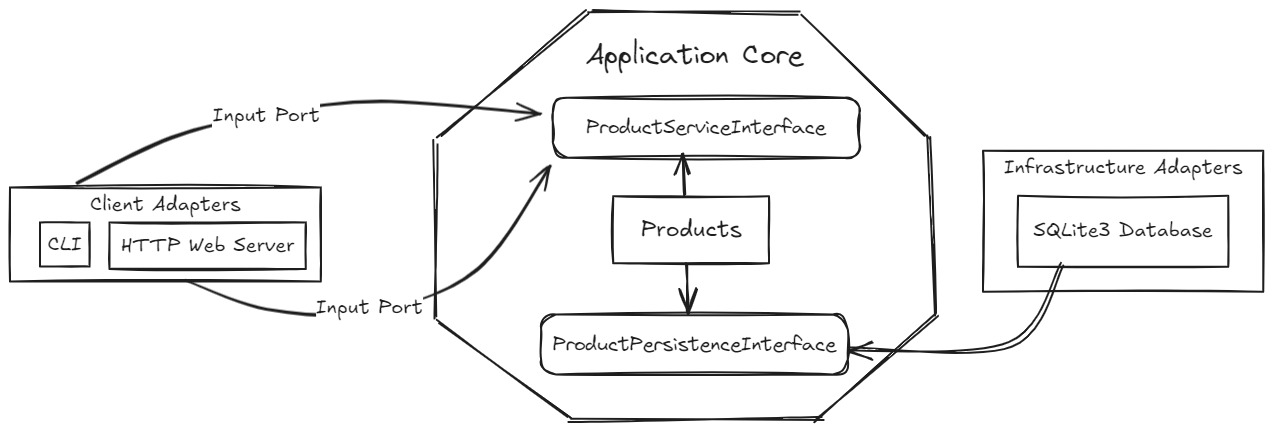 Application Core
Input Port
ProductServiceInterface
Client Adapters
CLI
HTTP Web Server
Products
Infrastructure Adapters
SQLite3 Database
Input Port
ProductPersistenceInterface